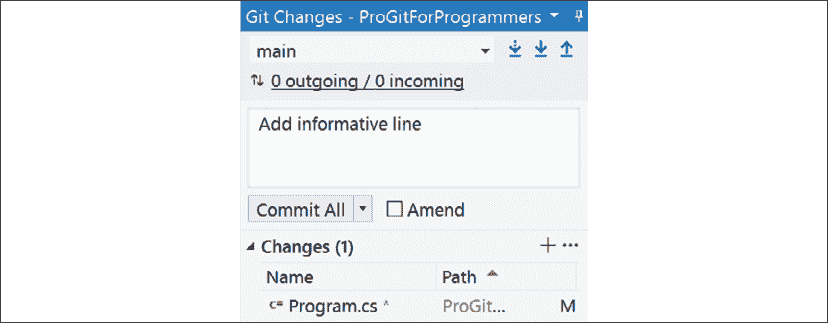 Git Changes - ProGitForProgrammers
main
0 outgoing / 0 incoming
Add informative line
Commit All Amend
Changes (1)
Name Path
C# Program.cs ProGit... M